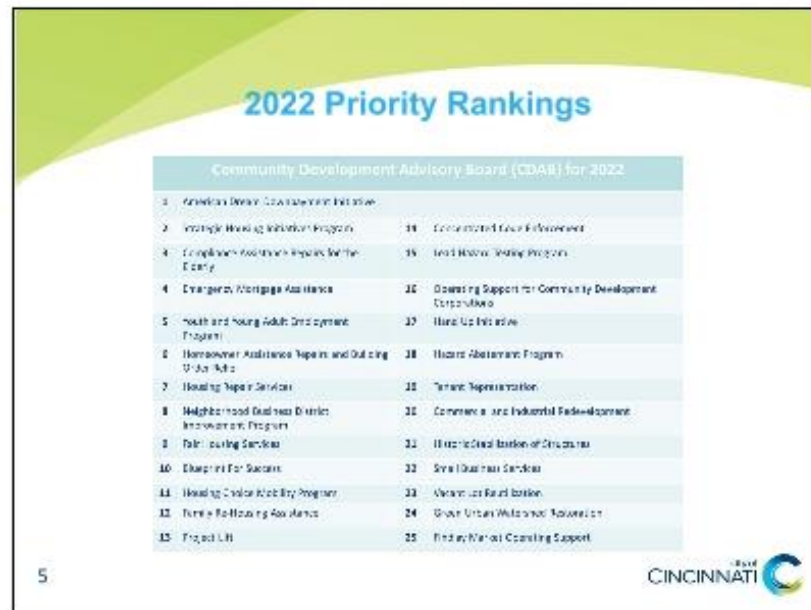 2022 Priority Rankings
Community Development Advisory Board (CDAB) for 2022
1 American Dream Downpayment Initiative
2 Strategic Housing Initiatives Program
3 Compliance Assistance Repairs for the
Elderly
4 Emergency Mortgage Assistance
5 Youth and Young Adult Employment
Program
6 Homeowner Assistance Repairs and Building
Order Relief
7 Housing Repair Services
8 Neighborhood Business District
Improvement Program
9 Fair Housing Services
10 Blueprint For Success
11 Housing Choice Mobility Program
12 Family Re-Housing Assistance
13 Project Lift
14 Concentrated Code Enforcement
15 Lead Hazard Testing Program
16 Operating Support for Community Development
Corporations
17 Hand Up Initiative
18 Hazard Abatement Program
19 Tenant Representation
20 Commercial and Industrial Redevelopment
21 Historic Stabilization of Structures
22 Small Business Services
23 Vacant Lot Reutilization
24 Green Urban Watershed Restoration
25 Findlay Market Operating Support
5
city of
CINCINNATI